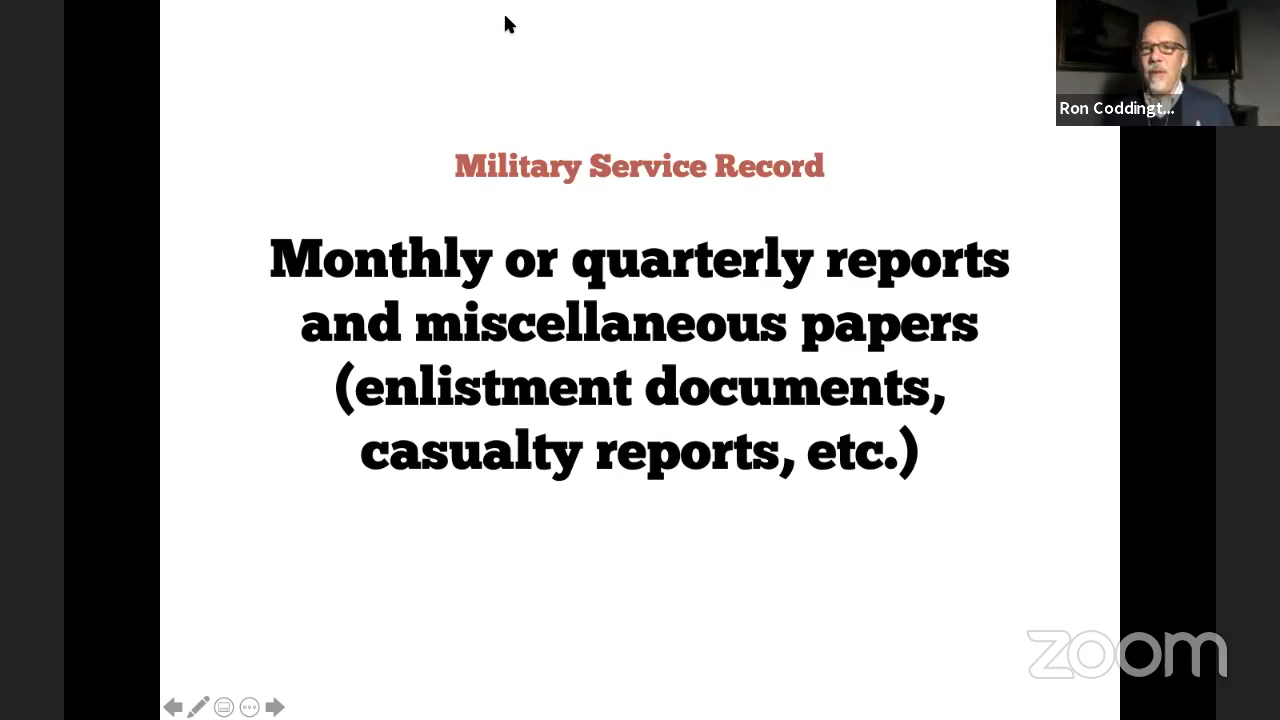 Ron Coddingt...
Military Service Record
Monthly or quarterly reports
and miscellaneous papers
(enlistment documents,
casualty reports, etc.)
zoom